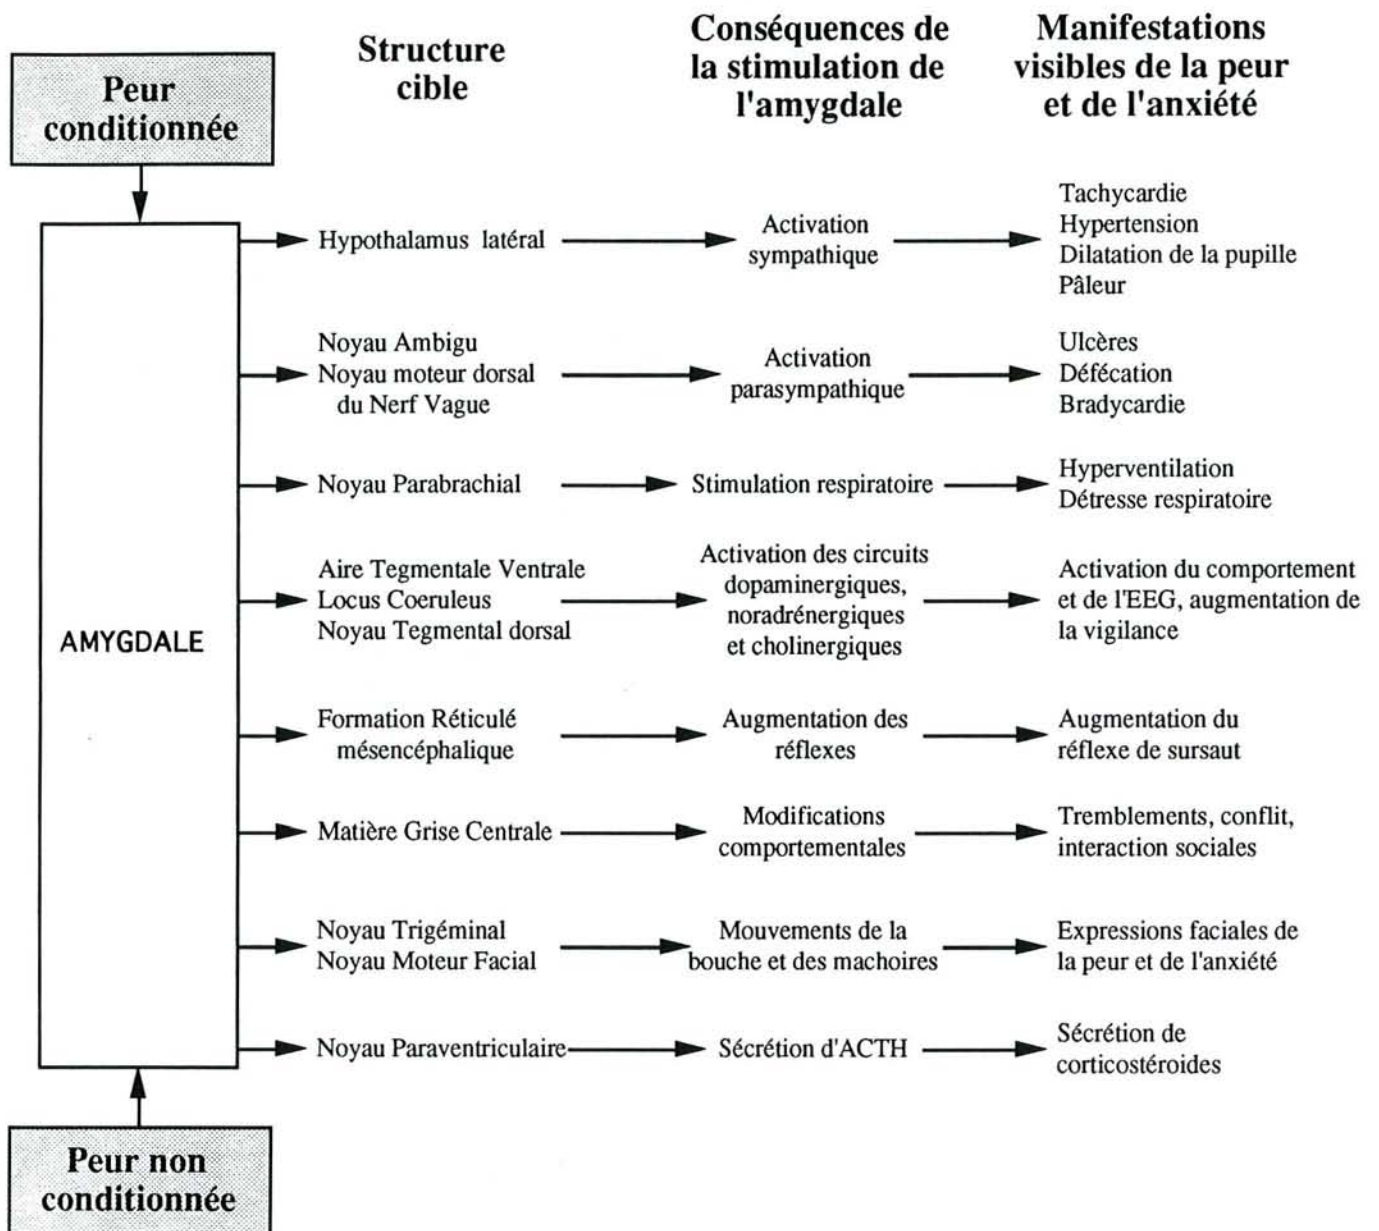 Peur
conditionnée
Structure
cible
Conséquences de
la stimulation de
l'amygdale
Manifestations
visibles de la peur
et de l'anxiété
AMYGDALE
Hypothalamus latéral
Activation
sympathique
Tachycardie
Hypertension
Dilatation de la pupille
Pâleur
Noyau Ambigu
Noyau moteur dorsal
du Nerf Vague
Activation
parasympathique
Ulcères
Défécation
Bradycardie
Noyau Parabrachial
Stimulation respiratoire
Hyperventilation
Détresse respiratoire
Aire Tegmentale Ventrale
Locus Coeruleus
Noyau Tegmental dorsal
Activation des circuits
dopaminergiques,
noradrénergiques
et cholinergiques
Activation du comportement
et de l'EEG, augmentation de
la vigilance
Formation Réticulé
mésencéphalique
Augmentation des
réflexes
Augmentation du
réflexe de sursaut
Matière Grise Centrale
Modifications
comportementales
Tremblements, conflit,
interaction sociales
Noyau Trigéminal
Noyau Moteur Facial
Mouvements de la
bouche et des machoires
Expressions faciales de
la peur et de l'anxiété
Noyau Paraventriculaire
Sécrétion d'ACTH
Sécrétion de
corticostéroides
Peur non
conditionnée